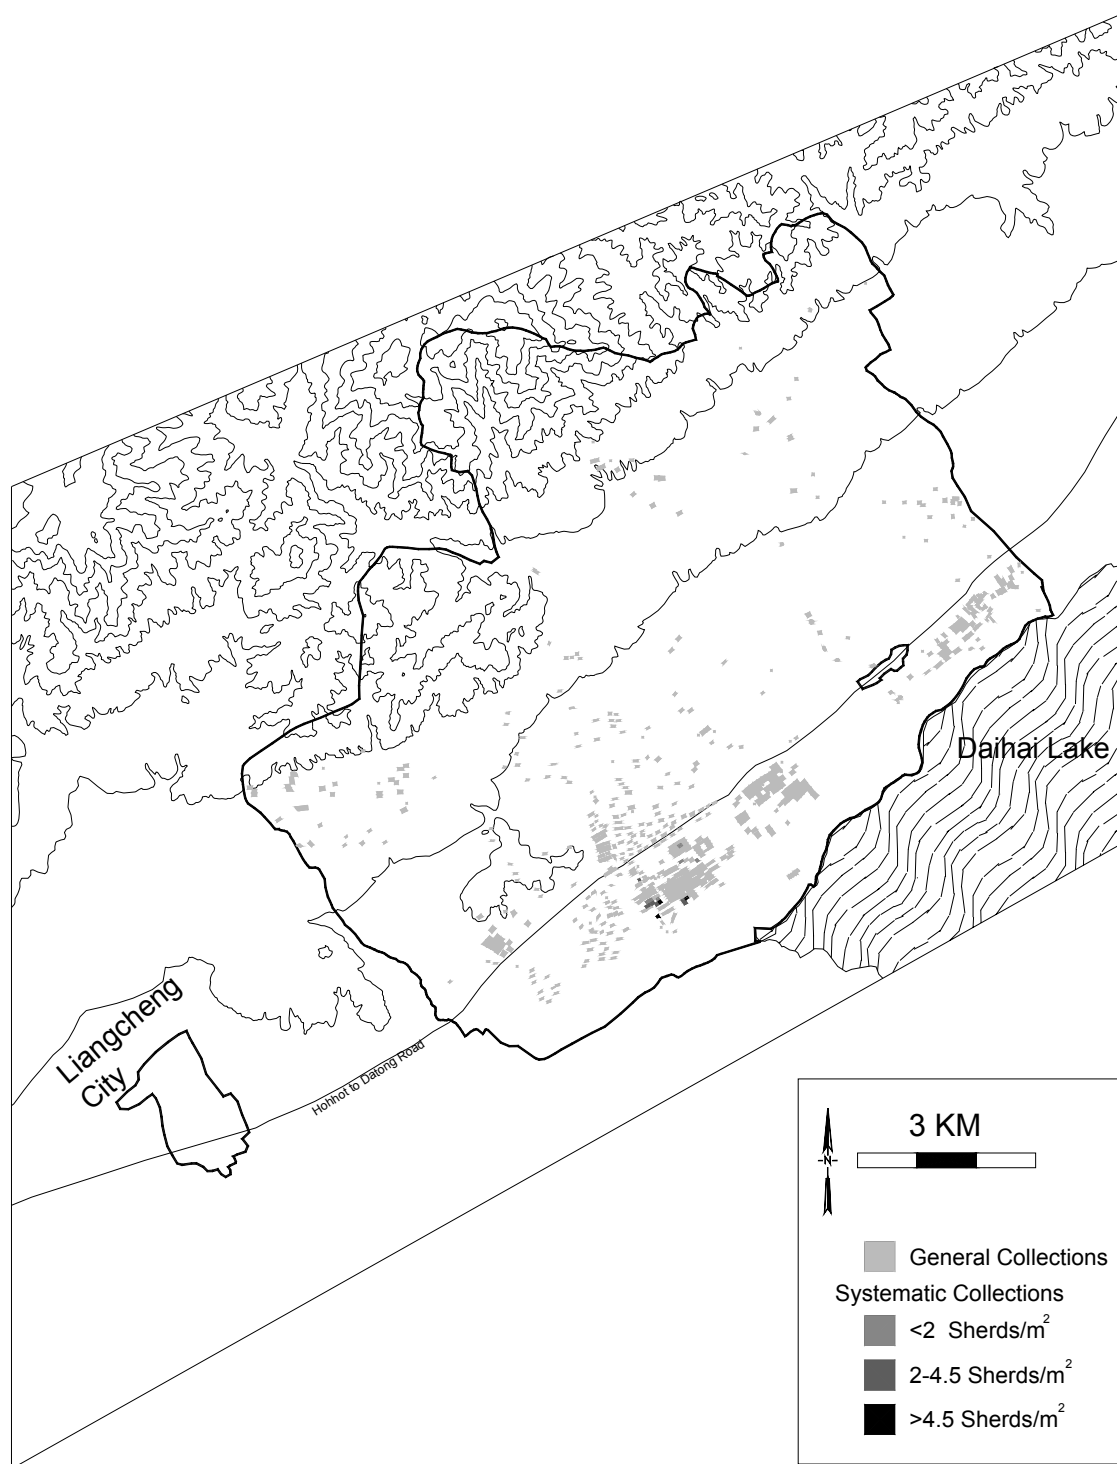 Daihai Lake
Liangcheng
City
Hohhot to Datong Road
3 KM
N
General Collections
Systematic Collections
<2 Sherds/m²
2-4.5 Sherds/m²
>4.5 Sherds/m²